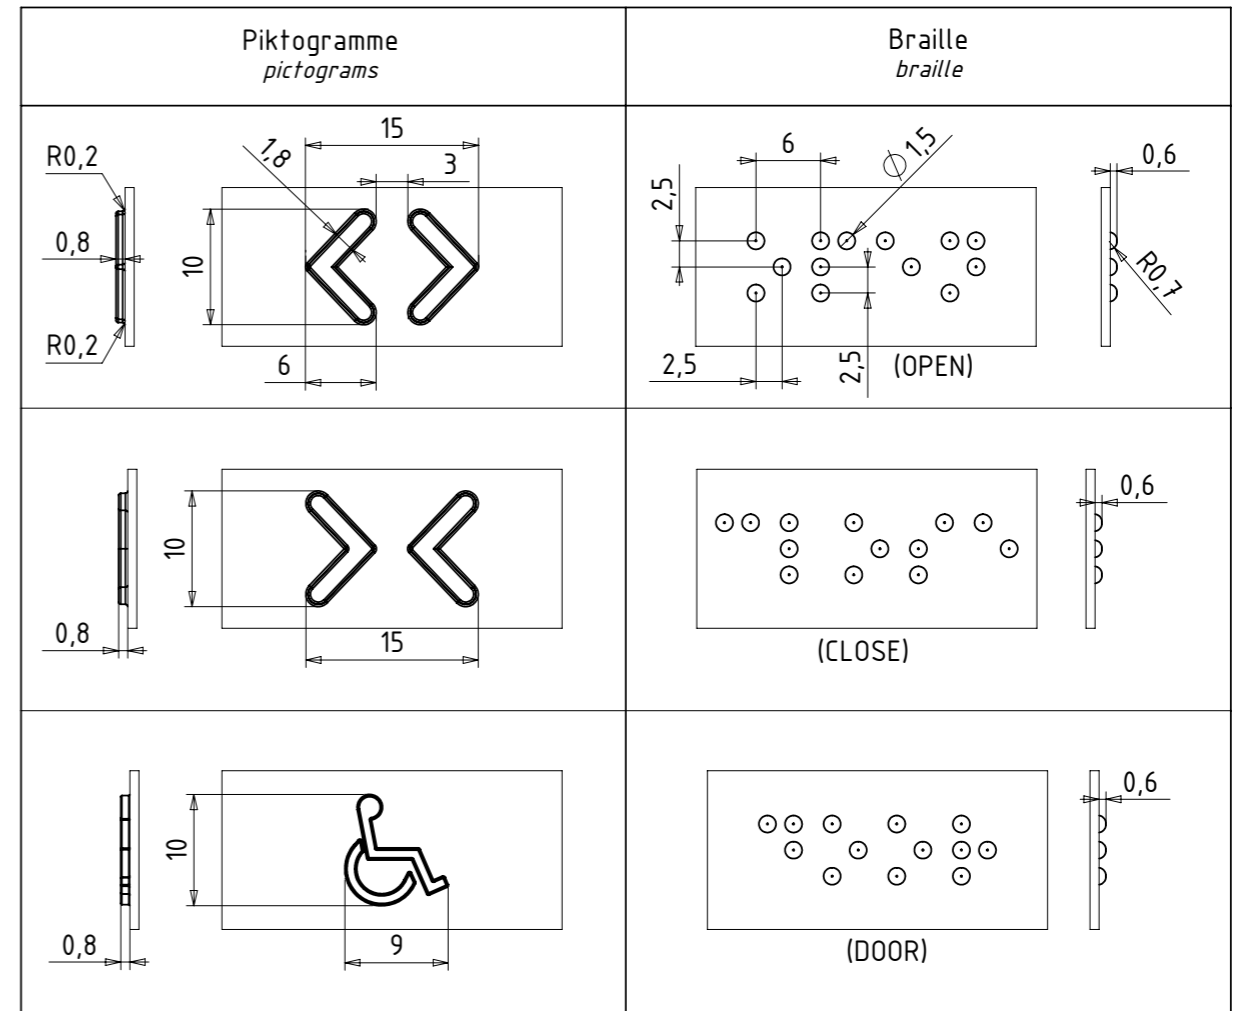 Piktogramme
pictograms
Braille
braille
R0,2
0,8
R0,2
10
1,8
15
3
6
2,5
6
Ø 1,5
2,5
2,5
(OPEN)
0,6
R0,7
0,8
10
15
(CLOSE)
0,6
0,8
10
9
(DOOR)
0,6